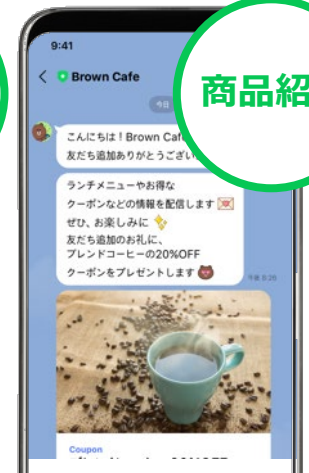 9:41
Brown Cafe
商品紹
今日
こんにちは！Brown Caf
友だち追加ありがとうござい
ランチメニューやお得な
クーポンなどの情報を配信します
ぜひ、お楽しみに
友だち追加のお礼に、
ブレンドコーヒーの20%OFF
クーポンをプレゼントします
午後 8:26
Coupon